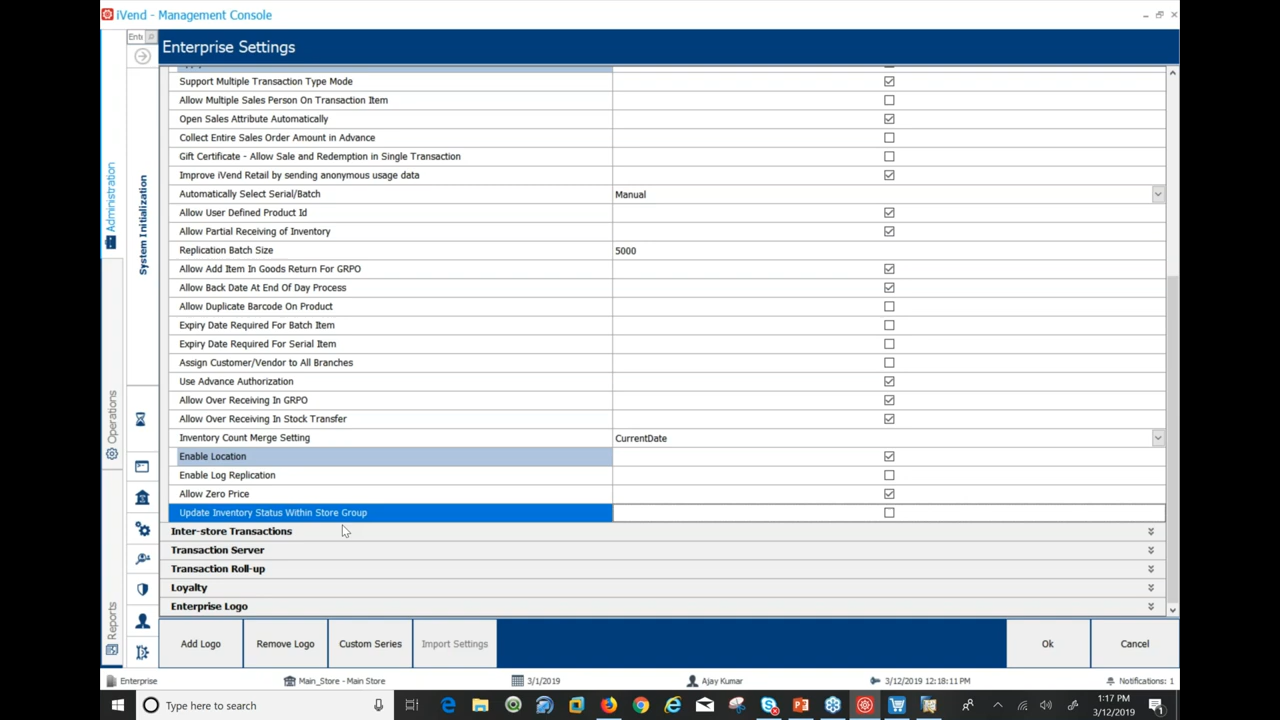 iVend - Management Console
Ent
Enterprise Settings
Support Multiple Transaction Type Mode
Allow Multiple Sales Person On Transaction Item
Open Sales Attribute Automatically
Collect Entire Sales Order Amount in Advance
Gift Certificate - Allow Sale and Redemption in Single Transaction
Improve iVend Retail by sending anonymous usage data
Automatically Select Serial/Batch Manual
Allow User Defined Product Id
Allow Partial Receiving of Inventory
Replication Batch Size 5000
Allow Add Item In Goods Return For GRPO
Allow Back Date At End Of Day Process
Allow Duplicate Barcode On Product
Expiry Date Required For Batch Item
Expiry Date Required For Serial Item
Assign Customer/Vendor to All Branches
Use Advance Authorization
Allow Over Receiving In GRPO
Allow Over Receiving In Stock Transfer
Inventory Count Merge Setting CurrentDate
Enable Location
Enable Log Replication
Allow Zero Price
Update Inventory Status Within Store Group
Inter-store Transactions
Transaction Server
Transaction Roll-up
Loyalty
Enterprise Logo
Administration
System Initialization
Operations
Reports
Add Logo Remove Logo Custom Series Import Settings Ok Cancel
Enterprise Main_Store - Main Store 3/1/2019 Ajay Kumar 3/12/2019 12:18:11 PM Notifications: 1
Type here to search
1:17 PM
3/12/2019